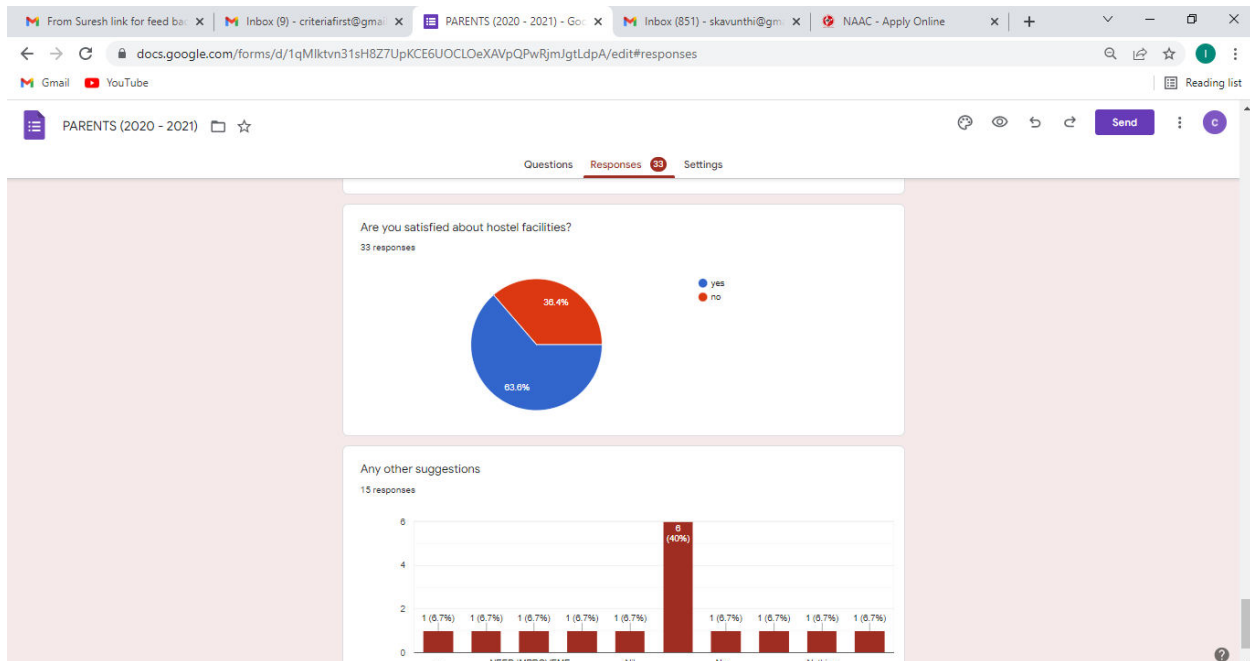 From Suresh link for feed bac
Inbox (9) - criteriafirst@gmai
PARENTS (2020 - 2021) - Goo
Inbox (851) - skavunthi@gm
NAAC - Apply Online
docs.google.com/forms/d/1qMlktvn31sH8Z7UpKCE6UOCLOeXAVpQPwRjmJgtLdpA/edit#responses
Gmail
YouTube
Reading list
PARENTS (2020 - 2021)
Send
Questions Responses 33 Settings
Are you satisfied about hostel facilities?
33 responses
36.4%
63.6%
yes
no
Any other suggestions
15 responses
6
4
2
0
1 (6.7%) 1 (6.7%) 1 (6.7%) 1 (6.7%) 1 (6.7%)
6
(40%)
1 (6.7%) 1 (6.7%) 1 (6.7%) 1 (6.7%)